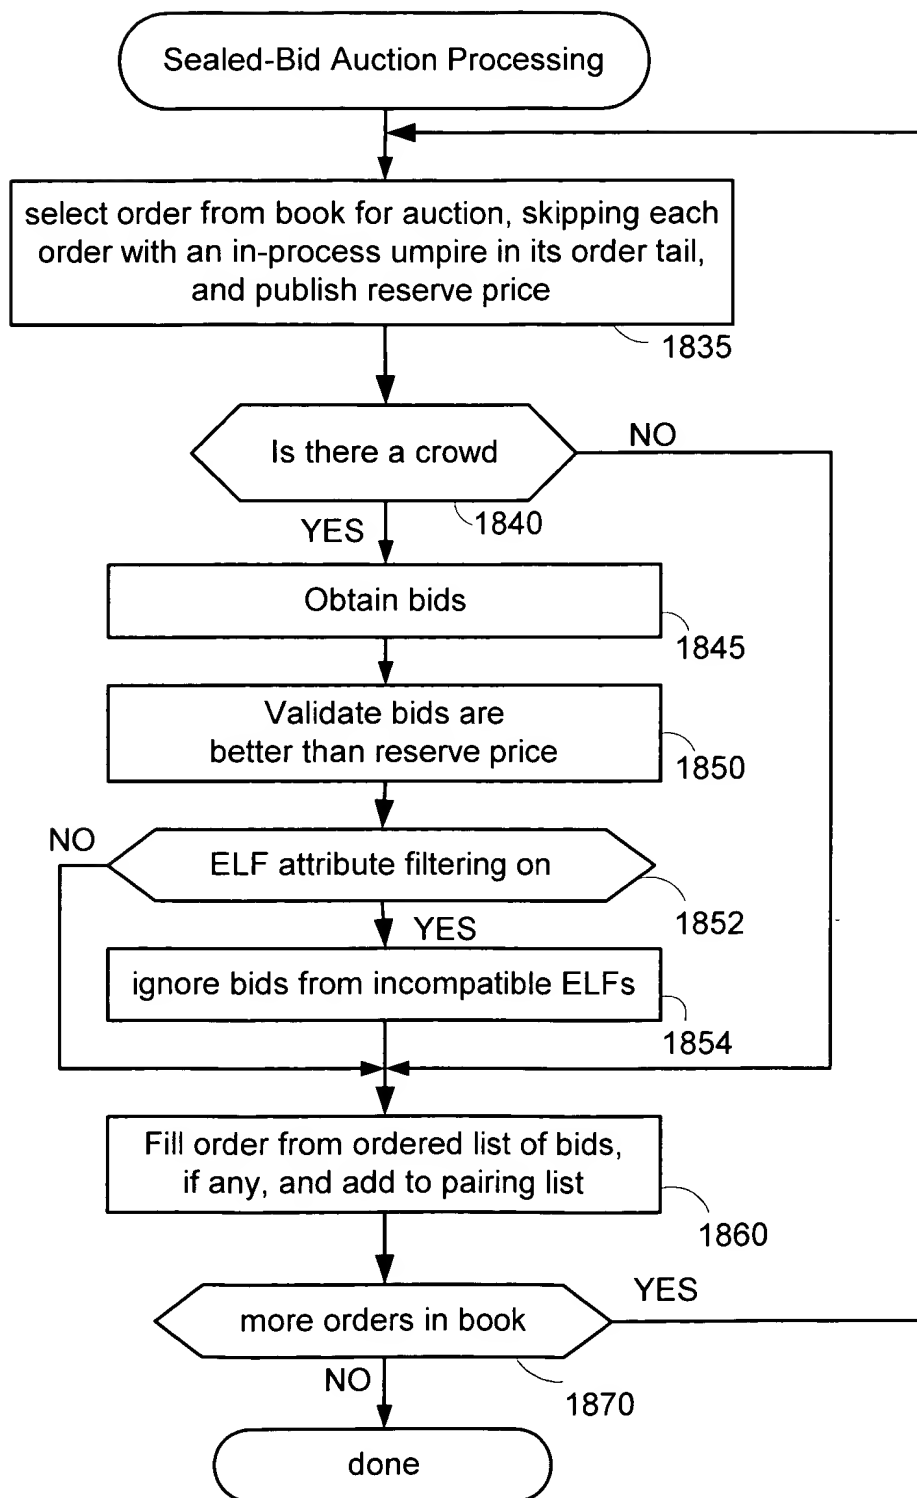 Sealed-Bid Auction Processing
select order from book for auction, skipping each
order with an in-process umpire in its order tail,
and publish reserve price
1835
Is there a crowd
NO
1840
YES
Obtain bids
1845
Validate bids are
better than reserve price
1850
NO
ELF attribute filtering on
1852
YES
ignore bids from incompatible ELFs
1854
Fill order from ordered list of bids,
if any, and add to pairing list
1860
YES
more orders in book
NO
1870
done